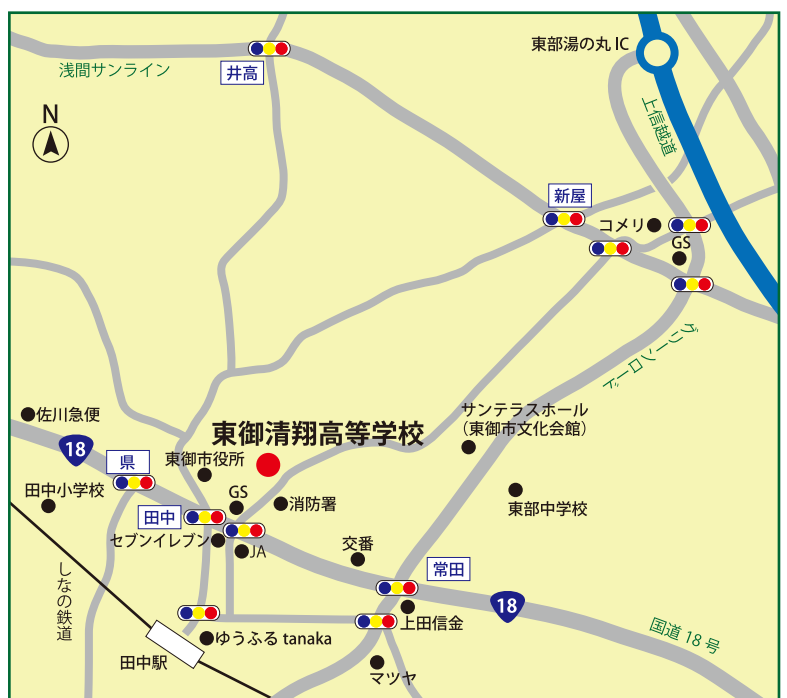 東部湯の丸 IC
浅間サンライン
井高
N
上信越道
新屋
コメリ
GS
グリーンロード
佐川急便
サンテラスホール
（東御市文化会館）
東御清翔高等学校
18
県
東御市役所
田中小学校
GS
消防署
東部中学校
田中
セブンイレブン
JA
交番
常田
しなの鉄道
18
上田信金
国道 18 号
ゆうふる tanaka
田中駅
マツヤ